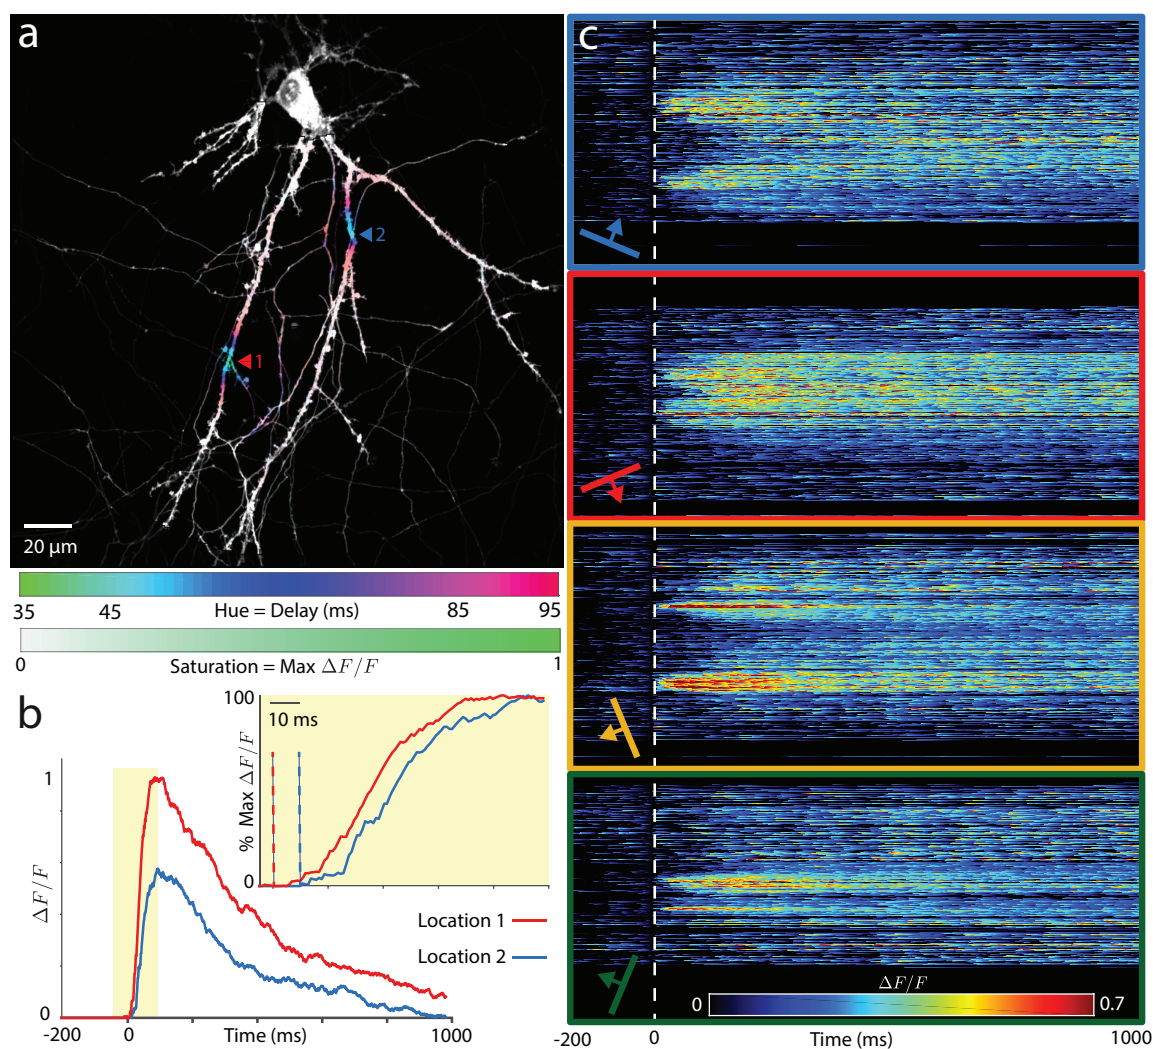 a
2
1
20 µm
35 45 Hue = Delay (ms) 85 95
0 Saturation = Max ΔF/F 1
b
100
10 ms
% Max ΔF/F
0
1
ΔF/F
0
Location 1
Location 2
-200 0 Time (ms) 1000
c
ΔF/F
0 0.7
-200 0 Time (ms) 1000